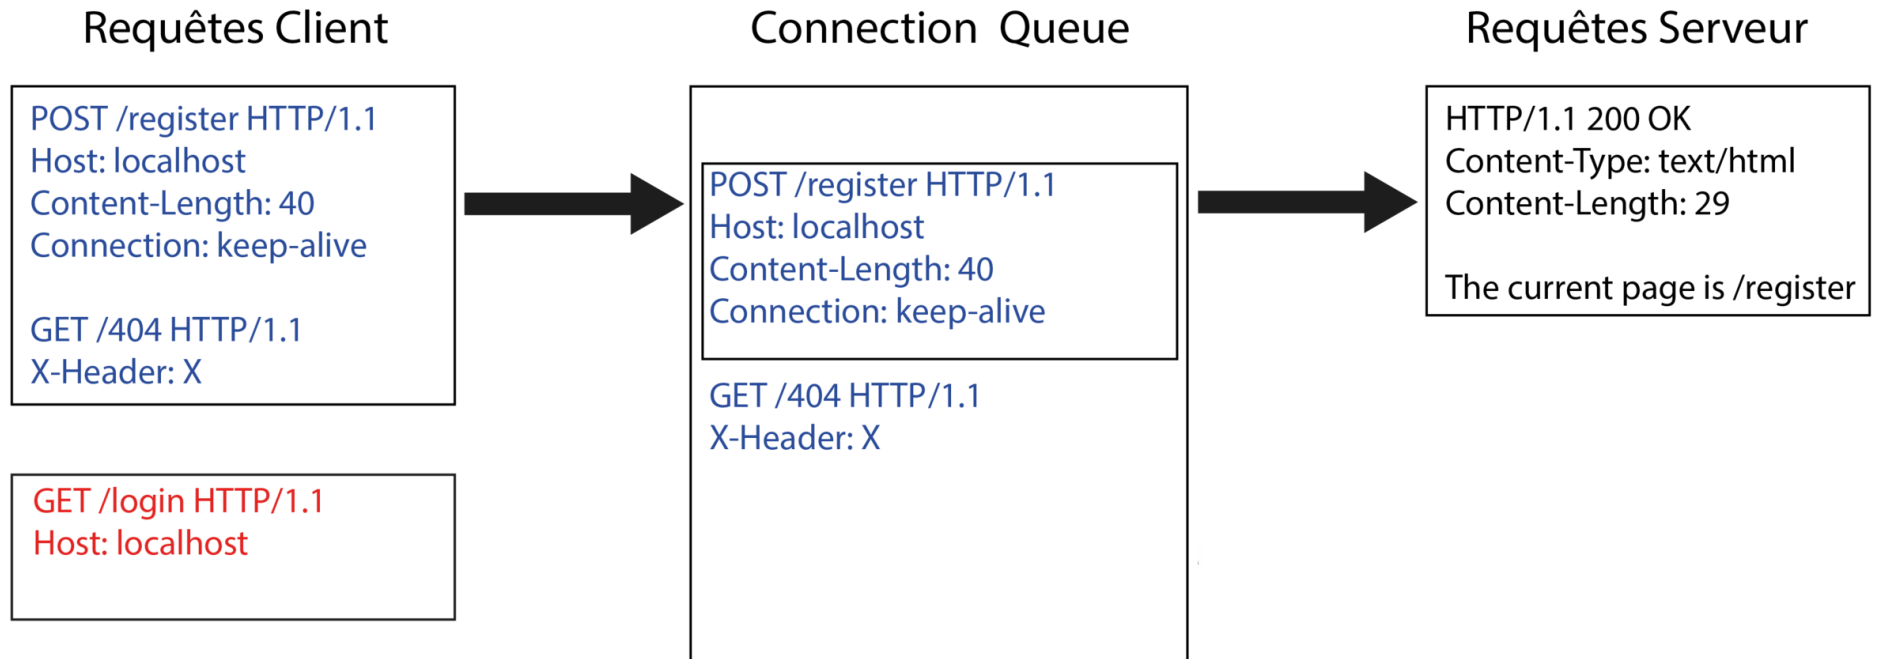 Requêtes Client
POST /register HTTP/1.1
Host: localhost
Content-Length: 40
Connection: keep-alive
GET /404 HTTP/1.1
X-Header: X
GET /login HTTP/1.1
Host: localhost
Connection Queue
POST /register HTTP/1.1
Host: localhost
Content-Length: 40
Connection: keep-alive
GET /404 HTTP/1.1
X-Header: X
Requêtes Serveur
HTTP/1.1 200 OK
Content-Type: text/html
Content-Length: 29
The current page is /register